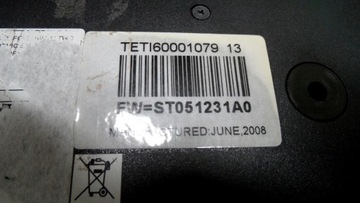 TETI60001079 13
FW=ST051231A0
MANUFACTURED:JUNE,2008